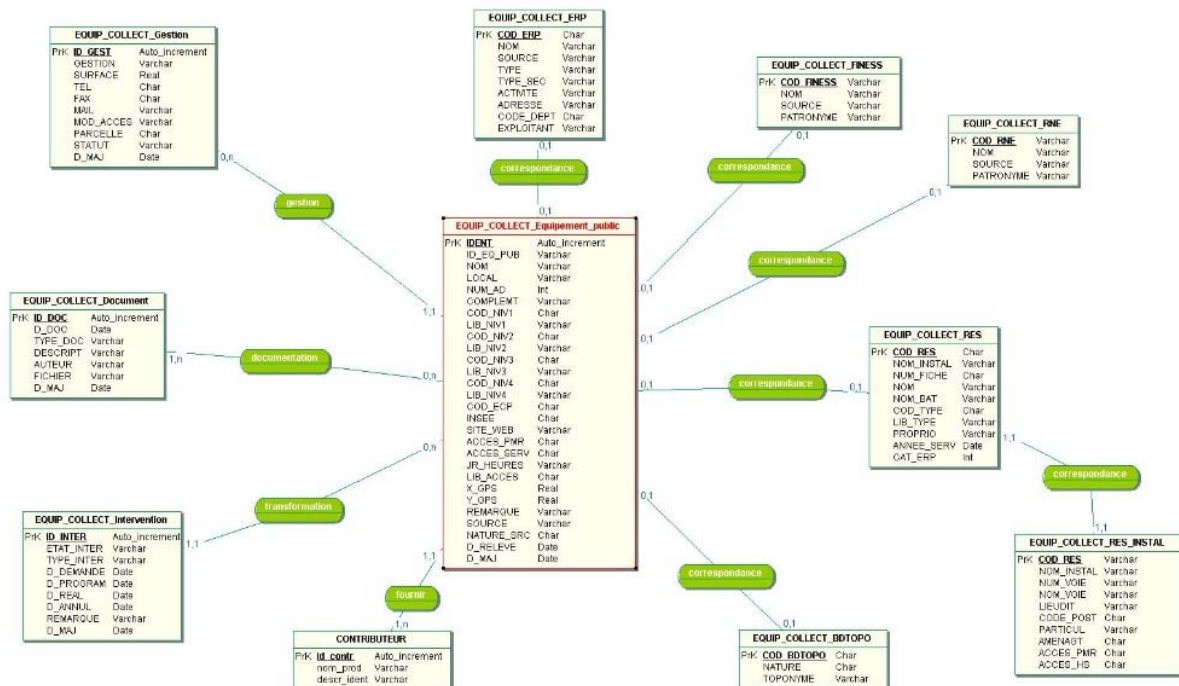 EQUIP_COLLECT_Gestion
PrK ID_GEST Auto_increment
GESTION Varchar
SURFACE Real
TEL Char
FAX Char
MAIL Varchar
MOD_ACCES Varchar
PARCELLE Char
STATUT Varchar
D_MAJ Date
0,n
gestion
1,1
EQUIP_COLLECT_ERP
PrK COD_ERP Char
NOM Varchar
SOURCE Varchar
TYPE Varchar
TYPE_SEC Varchar
ACTIVITE Varchar
ADRESSE Varchar
CODE_DEPT Char
EXPLOITANT Varchar
0,1
correspondance
0,1
EQUIP_COLLECT_FINESS
PrK COD_FINESS Varchar
NOM Varchar
SOURCE Varchar
PATRONYME Varchar
0,1
correspondance
0,1
EQUIP_COLLECT_RNE
PrK COD_RNE Varchar
NOM Varchar
SOURCE Varchar
PATRONYME Varchar
0,1
correspondance
0,1
EQUIP_COLLECT_Equipement_public
PrK IDENT Auto_increment
ID_EQ_PUB Varchar
NOM Varchar
LOCAL Varchar
NUM_AD Int
COMPLEMT Varchar
COD_NIV1 Char
LIB_NIV1 Varchar
COD_NIV2 Char
LIB_NIV2 Varchar
COD_NIV3 Char
LIB_NIV3 Varchar
COD_NIV4 Char
LIB_NIV4 Varchar
COD_ECP Char
INSEE Char
SITE_WEB Varchar
ACCES_PMR Char
ACCES_SERV Char
JR_HEURES Varchar
LIB_ACCES Char
X_GPS Real
Y_GPS Real
REMARQUE Varchar
SOURCE Varchar
NATURE_SRC Char
D_RELEVE Date
D_MAJ Date
EQUIP_COLLECT_Document
PrK ID_DOC Auto_increment
D_DOC Date
TYPE_DOC Varchar
DESCRIPT Varchar
AUTEUR Varchar
FICHIER Varchar
D_MAJ Date
1,n
documentation
0,n
EQUIP_COLLECT_RES
PrK COD_RES Char
NOM_INSTAL Varchar
NUM_FICHE Char
NOM Varchar
NOM_BAT Varchar
COD_TYPE Char
LIB_TYPE Varchar
PROPRIO Varchar
ANNEE_SERV Date
CAT_ERP Int
0,1
correspondance
0,1
1,1
correspondance
1,1
EQUIP_COLLECT_RES_INSTAL
PrK COD_RES Varchar
NOM_INSTAL Varchar
NUM_VOIE Varchar
NOM_VOIE Varchar
LIEUDIT Varchar
CODE_POST Char
PARTICUL Varchar
AMENAGT Char
ACCES_PMR Char
ACCES_HS Char
0,n
transformation
1,1
EQUIP_COLLECT_Intervention
PrK ID_INTER Auto_increment
ETAT_INTER Varchar
TYPE_INTER Varchar
D_DEMANDE Date
D_PROGRAM Date
D_REAL Date
D_ANNUL Date
REMARQUE Varchar
D_MAJ Date
1,1
fournir
1,n
CONTRIBUTEUR
PrK id_contr Auto_increment
nom_prod Varchar
descr_ident Varchar
0,1
correspondance
0,1
EQUIP_COLLECT_BDTOPO
PrK COD_BDTOPO Char
NATURE Char
TOPONYME Varchar